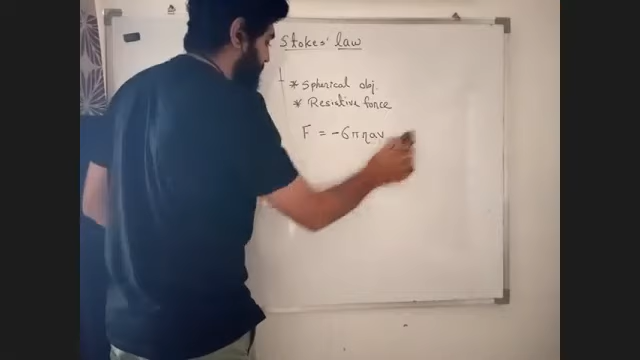 Stokes' law
* Spherical obj.
* Resistive force
F = -6πηav